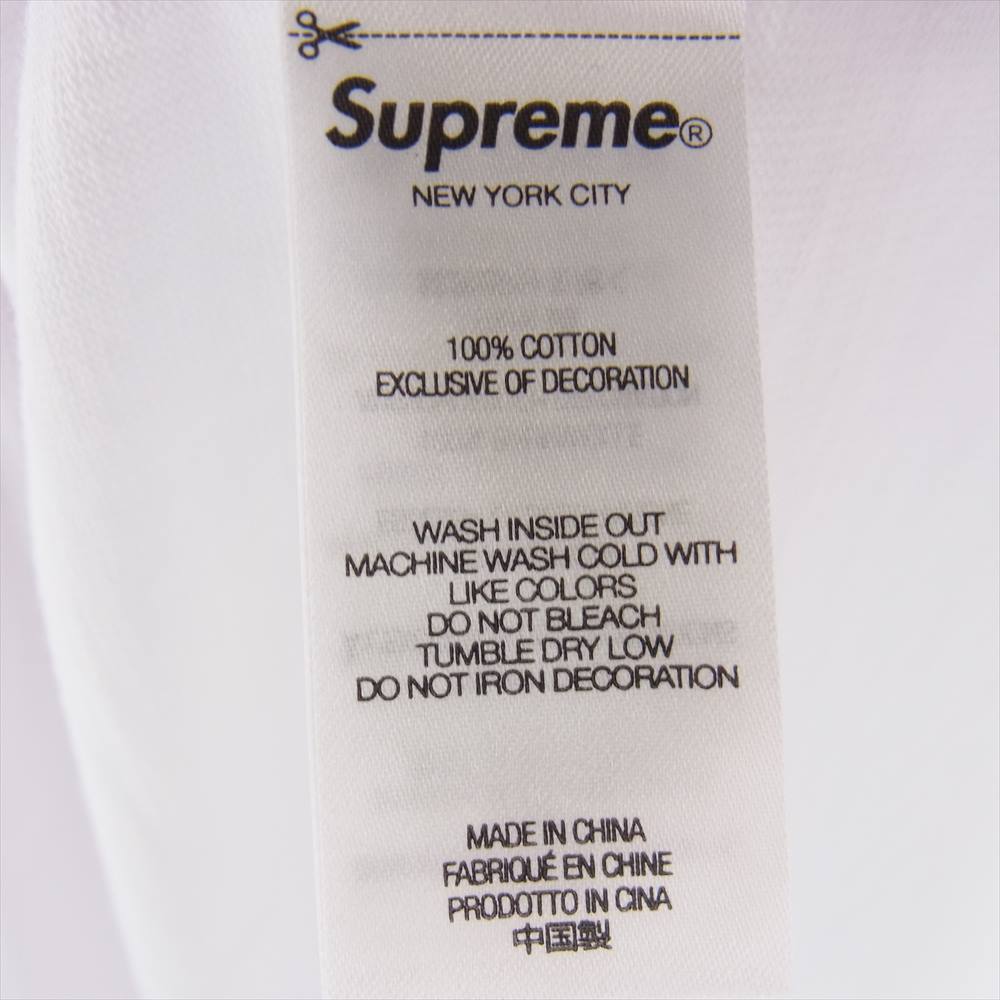 Supreme®
NEW YORK CITY
100% COTTON
EXCLUSIVE OF DECORATION
WASH INSIDE OUT
MACHINE WASH COLD WITH
LIKE COLORS
DO NOT BLEACH
TUMBLE DRY LOW
DO NOT IRON DECORATION
MADE IN CHINA
FABRIQUÉ EN CHINE
PRODOTTO IN CINA
中国製